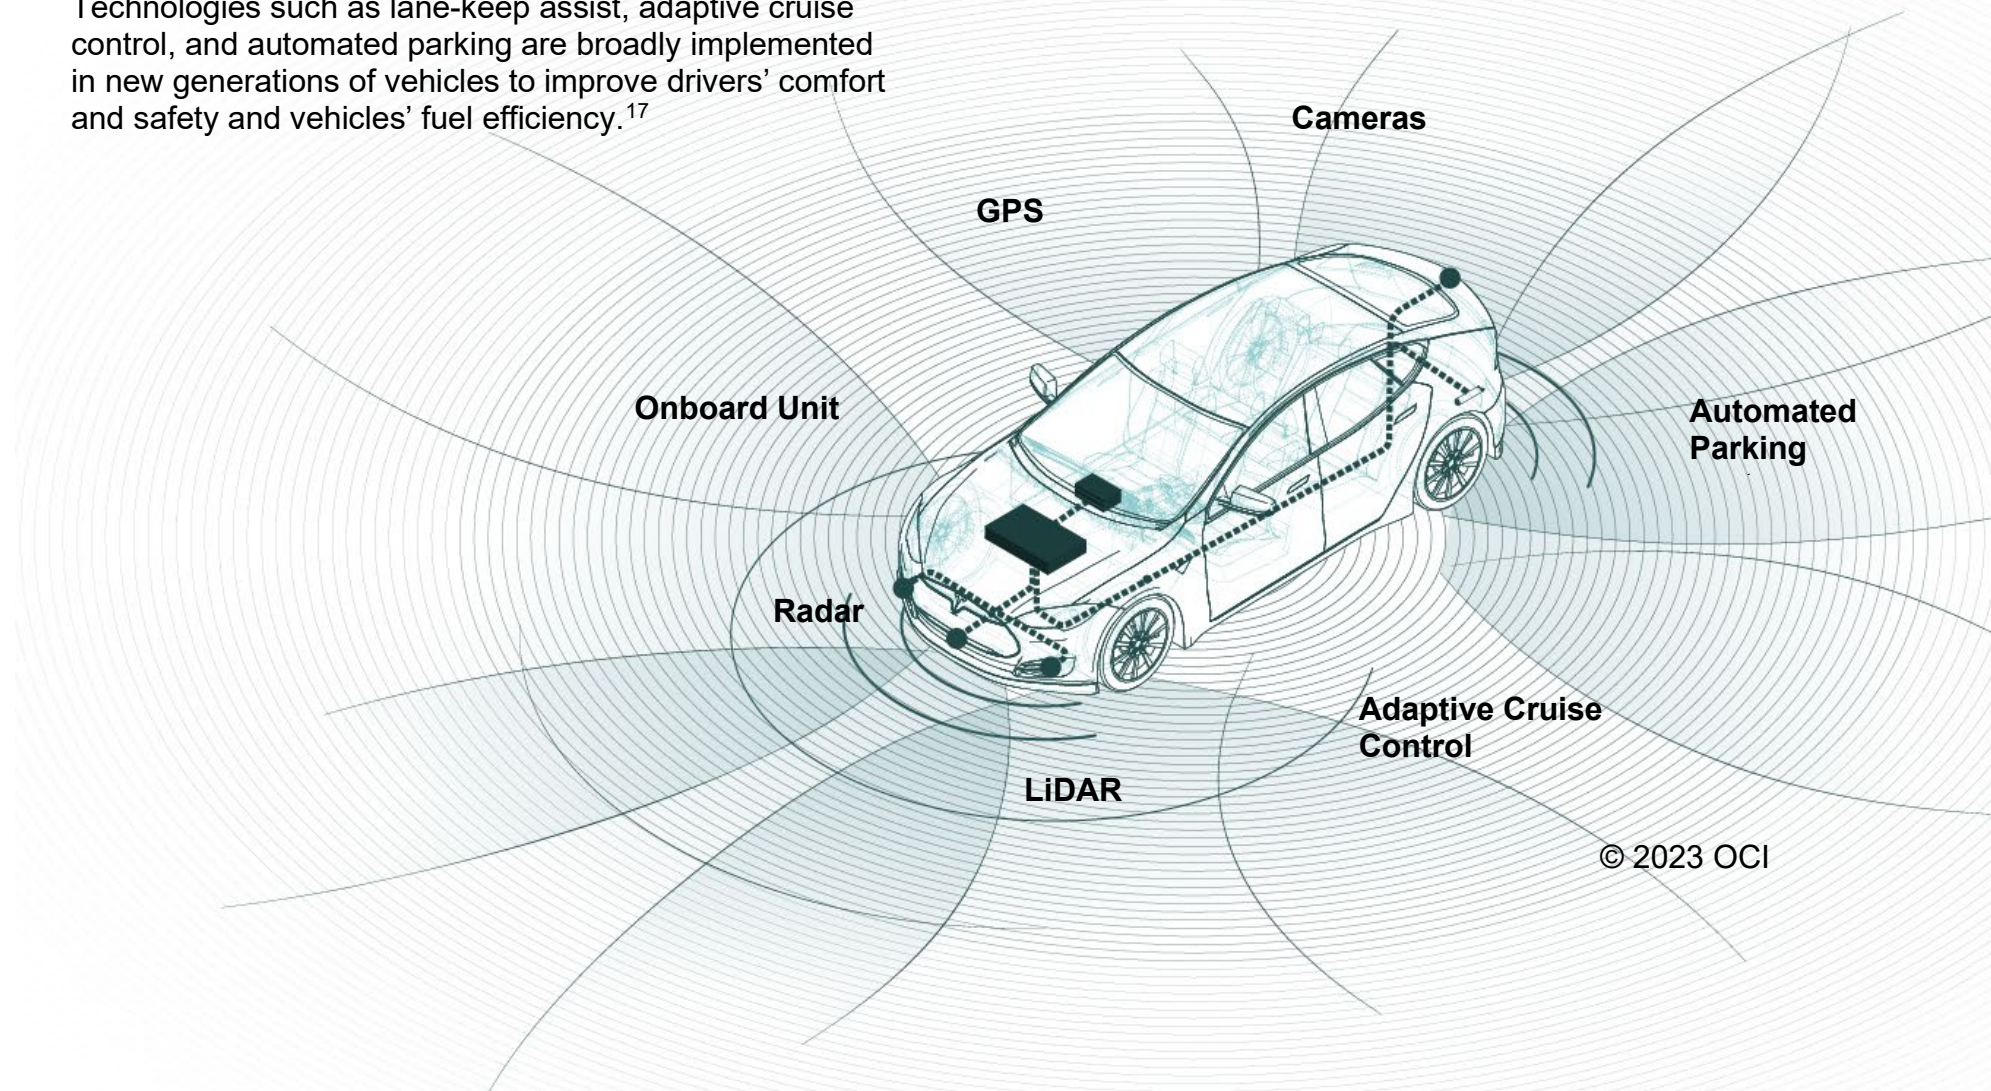 Technologies such as lane-keep assist, adaptive cruise
control, and automated parking are broadly implemented
in new generations of vehicles to improve drivers’ comfort
and safety and vehicles’ fuel efficiency.17
Cameras
GPS
Onboard Unit
Automated
Parking
Radar
Adaptive Cruise
Control
LiDAR
© 2023 OCI